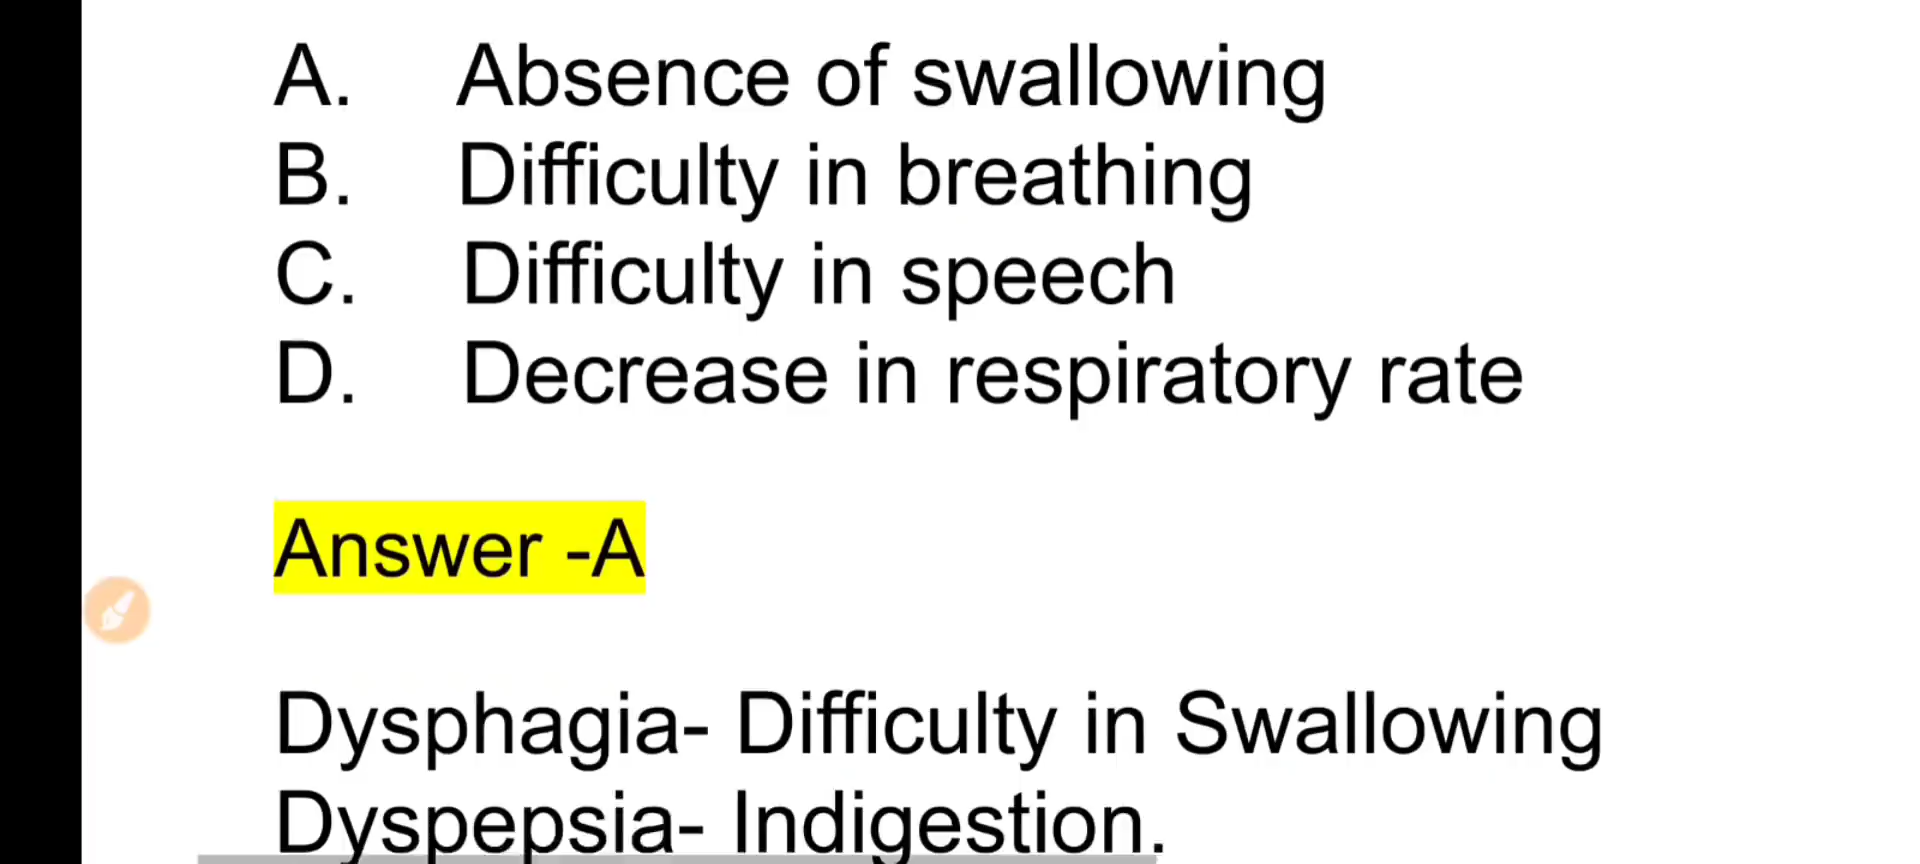 A. Absence of swallowing
B. Difficulty in breathing
C. Difficulty in speech
D. Decrease in respiratory rate
Answer -A
Dysphagia- Difficulty in Swallowing
Dyspepsia- Indigestion.